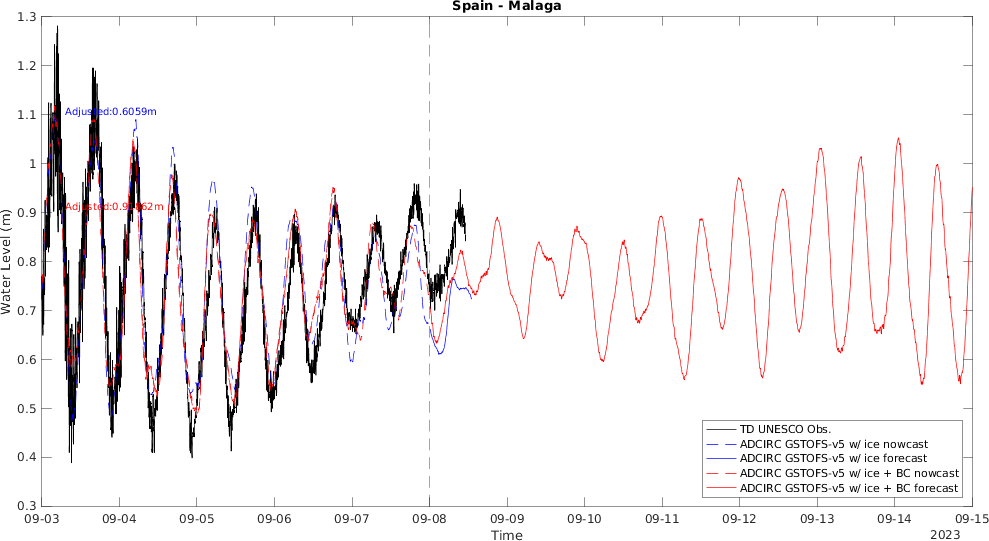 Spain - Malaga
1.3
1.2
1.1
1
0.9
0.8
0.7
0.6
0.5
0.4
0.3
Water Level (m)
Adjusted:0.6059m
TD UNESCO Obs.
ADCIRC GSTOFS-v5 w/ ice nowcast
ADCIRC GSTOFS-v5 w/ ice forecast
ADCIRC GSTOFS-v5 w/ ice + BC nowcast
ADCIRC GSTOFS-v5 w/ ice + BC forecast
09-03 09-04 09-05 09-06 09-07 09-08 09-09 09-10 09-11 09-12 09-13 09-14 09-15
Time
2023